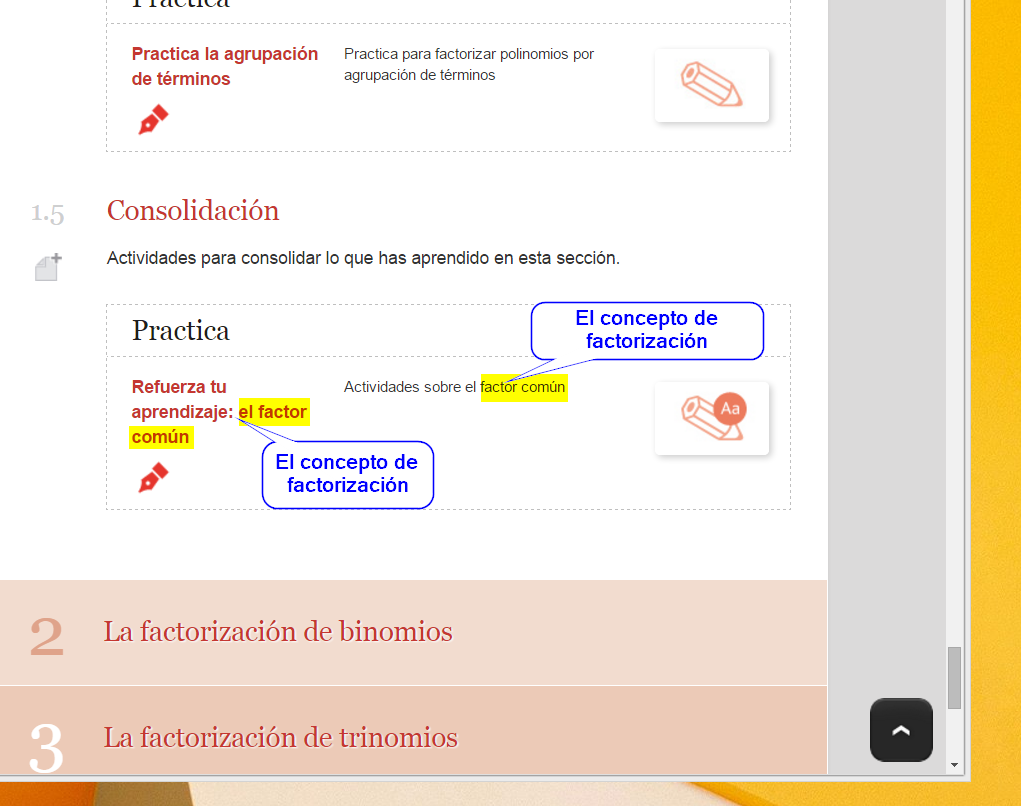 Practica
Practica la agrupación
de términos
Practica para factorizar polinomios por
agrupación de términos
1.5
Consolidación
Actividades para consolidar lo que has aprendido en esta sección.
Practica
El concepto de
factorización
Refuerza tu
aprendizaje: el factor
común
Actividades sobre el factor común
Aa
El concepto de
factorización
2
La factorización de binomios
3
La factorización de trinomios